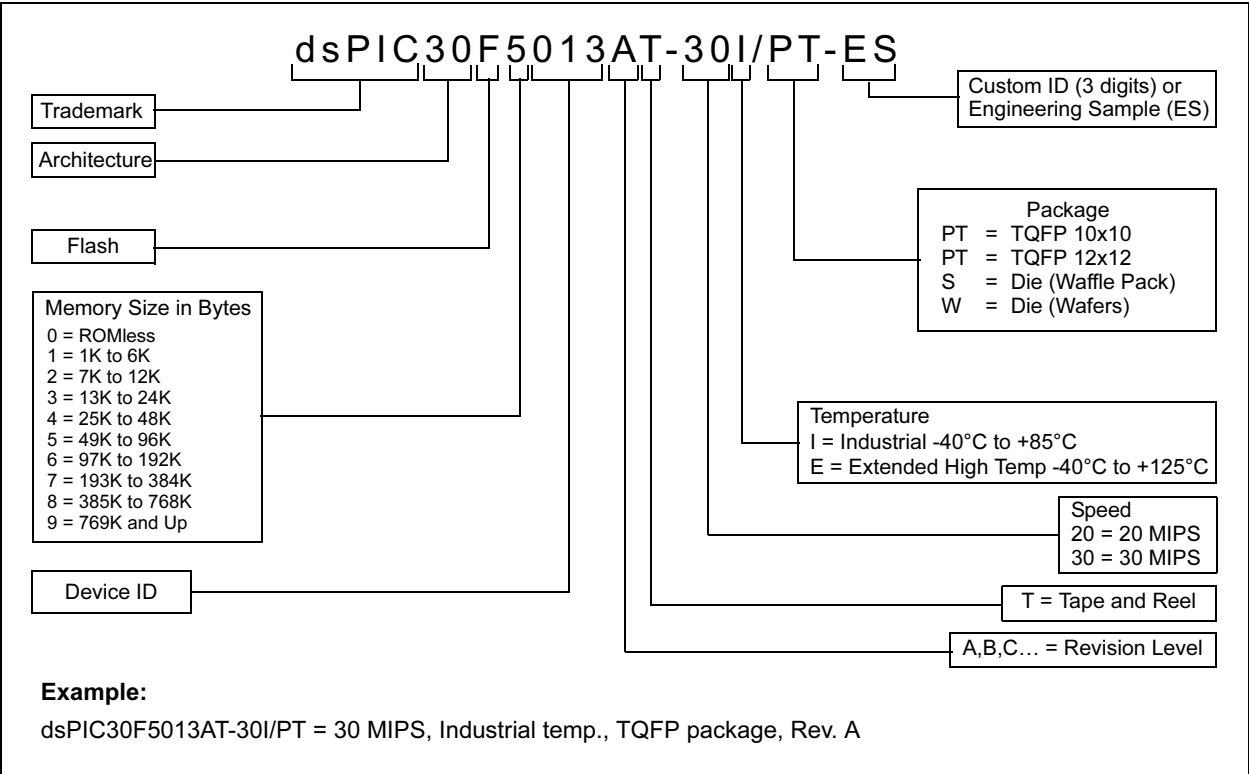 dsPIC30F5013AT-30I/PT-ES
Trademark
Architecture
Flash
Memory Size in Bytes
0 = ROMless
1 = 1K to 6K
2 = 7K to 12K
3 = 13K to 24K
4 = 25K to 48K
5 = 49K to 96K
6 = 97K to 192K
7 = 193K to 384K
8 = 385K to 768K
9 = 769K and Up
Device ID
Custom ID (3 digits) or
Engineering Sample (ES)
Package
PT = TQFP 10x10
PT = TQFP 12x12
S = Die (Waffle Pack)
W = Die (Wafers)
Temperature
I = Industrial -40°C to +85°C
E = Extended High Temp -40°C to +125°C
Speed
20 = 20 MIPS
30 = 30 MIPS
T = Tape and Reel
A,B,C… = Revision Level
Example:
dsPIC30F5013AT-30I/PT = 30 MIPS, Industrial temp., TQFP package, Rev. A